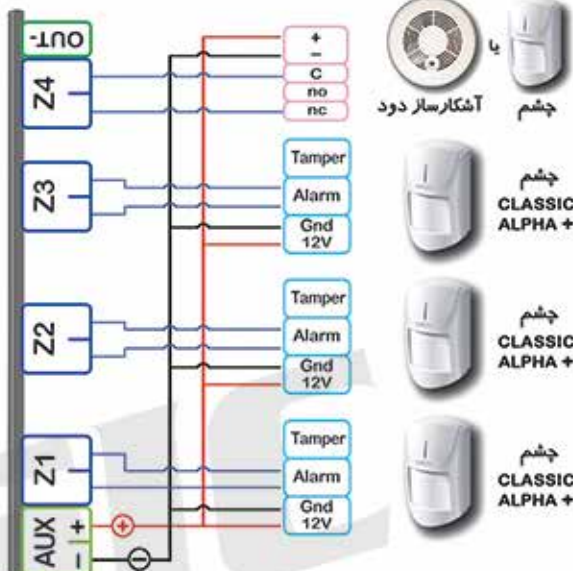 OUT-
Z4
Z3
Z2
Z1
AUX + -
+
−
C
no
nc
Tamper
Alarm
Gnd
12V
Tamper
Alarm
Gnd
12V
Tamper
Alarm
Gnd
12V
+
−
آشکارساز دود
یا
چشم
چشم
CLASSIC
ALPHA +
چشم
CLASSIC
ALPHA +
چشم
CLASSIC
ALPHA +